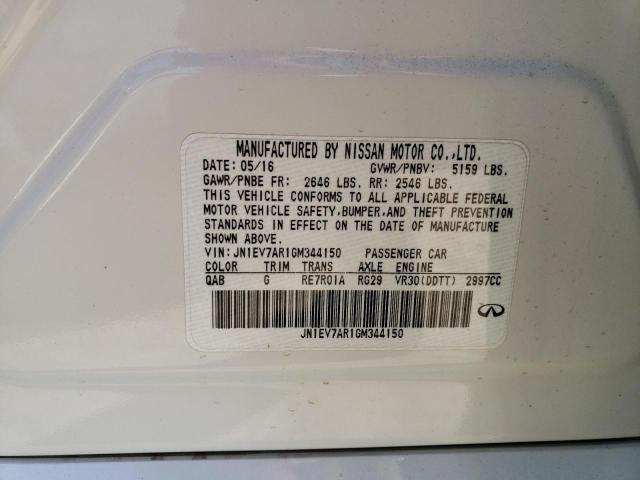 MANUFACTURED BY NISSAN MOTOR CO.,LTD.
DATE: 05/16 GVWR/PNBV: 5159 LBS.
GAWR/PNBE FR: 2646 LBS. RR: 2546 LBS.
THIS VEHICLE CONFORMS TO ALL APPLICABLE FEDERAL
MOTOR VEHICLE SAFETY,BUMPER,AND THEFT PREVENTION
STANDARDS IN EFFECT ON THE DATE OF MANUFACTURE
SHOWN ABOVE.
VIN: JN1EV7AR1GM344150 PASSENGER CAR
COLOR TRIM TRANS AXLE ENGINE
QAB G RE7R01A RG29 VR30(DDTT) 2997CC
JN1EV7AR1GM344150